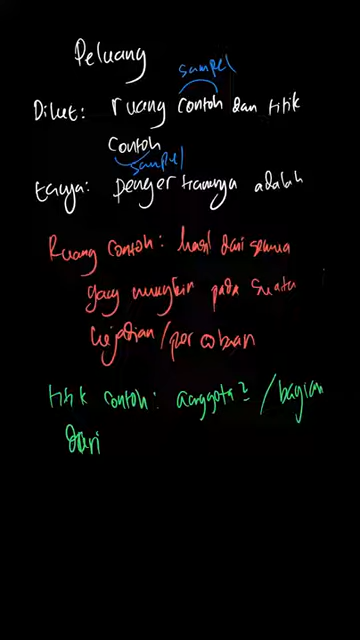 Peluang
sampel
Diket: ruang contoh dan titik
contoh
sampel
tanya: pengertiannya adalah
Ruang contoh: hasil dari semua
yang mungkin pada suatu
kejadian/percobaan
titik contoh: anggota2/bagian
dari